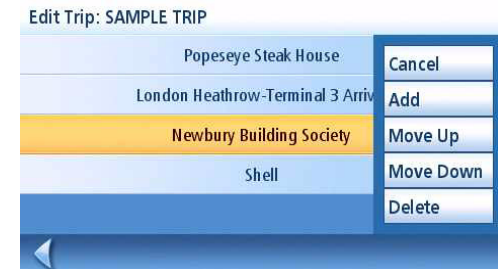 Edit Trip: SAMPLE TRIP
Popeseye Steak House
London Heathrow-Terminal 3 Arriv
Newbury Building Society
Shell
Cancel
Add
Move Up
Move Down
Delete